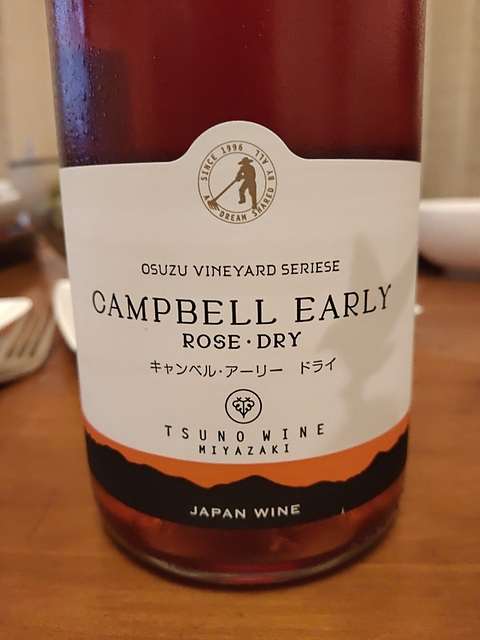 SINCE 1996
A DREAM SHARED BY ALL
OSUZU VINEYARD SERIESE
CAMPBELL EARLY
ROSE・DRY
キャンベル・アーリー ドライ
TSUNO WINE
MIYAZAKI
JAPAN WINE